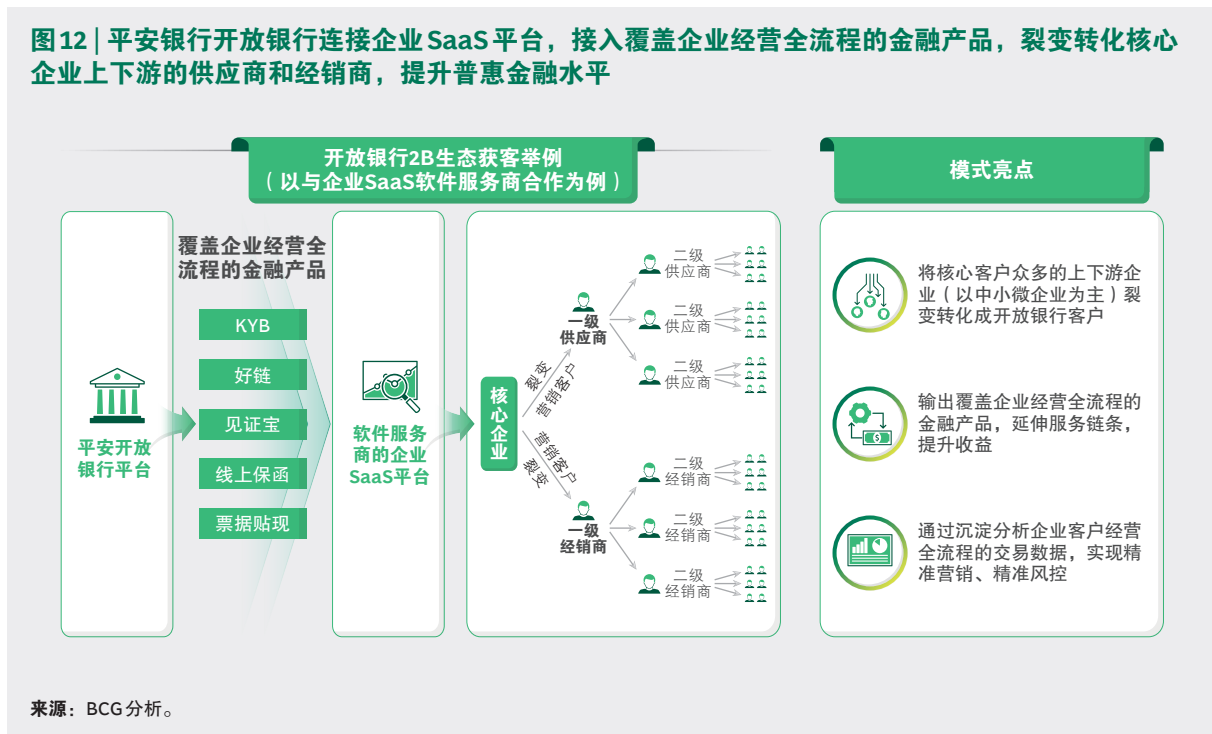 图12 | 平安银行开放银行连接企业SaaS平台，接入覆盖企业经营全流程的金融产品，裂变转化核心
企业上下游的供应商和经销商，提升普惠金融水平
开放银行2B生态获客举例
（以与企业SaaS软件服务商合作为例）
平安开放
银行平台
覆盖企业经营全
流程的金融产品
KYB
好链
见证宝
线上保函
票据贴现
软件服务
商的企业
SaaS平台
核心企业
裂变
营销客户
一级
供应商
二级
供应商
二级
供应商
二级
供应商
营销客户
裂变
一级
经销商
二级
经销商
二级
经销商
二级
经销商
模式亮点
将核心客户众多的上下游企
业（以中小微企业为主）裂
变转化成开放银行客户
输出覆盖企业经营全流程的
金融产品，延伸服务链条，
提升收益
通过沉淀分析企业客户经营
全流程的交易数据，实现精
准营销、精准风控
来源：BCG分析。